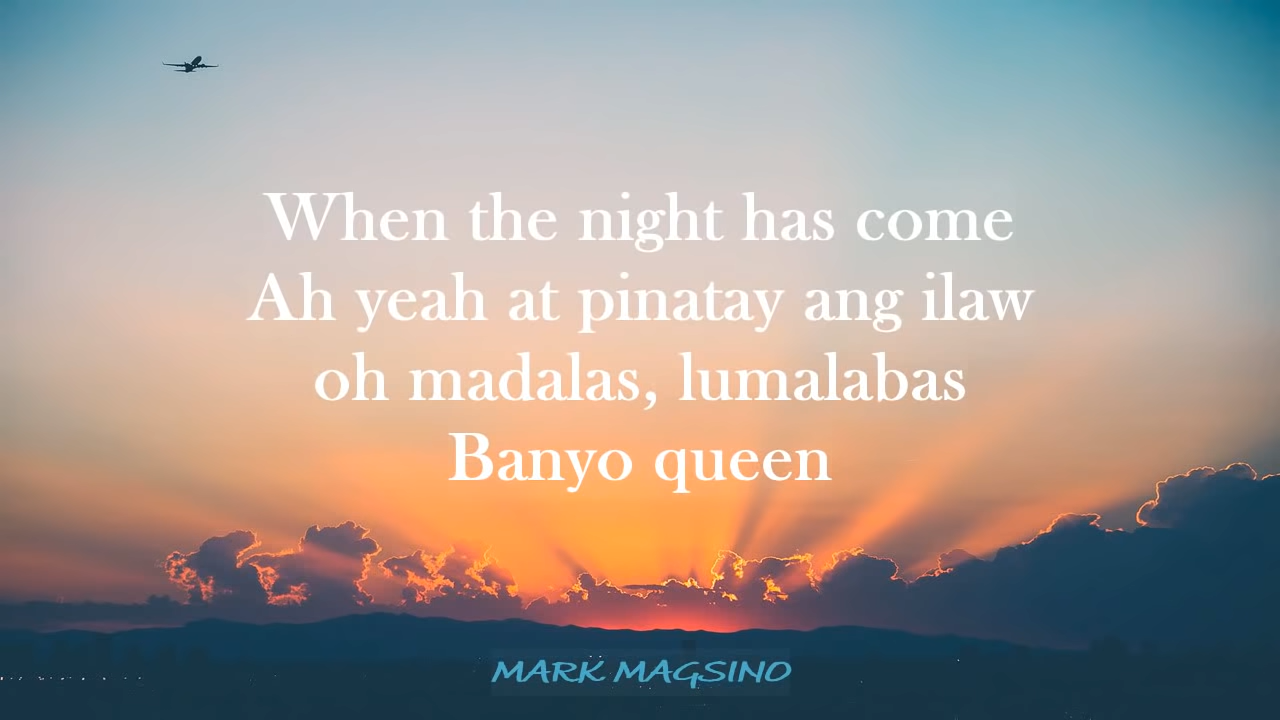 When the night has come
Ah yeah at pinatay ang ilaw
oh madalas, lumalabas
Banyo queen
MARK MAGSINO